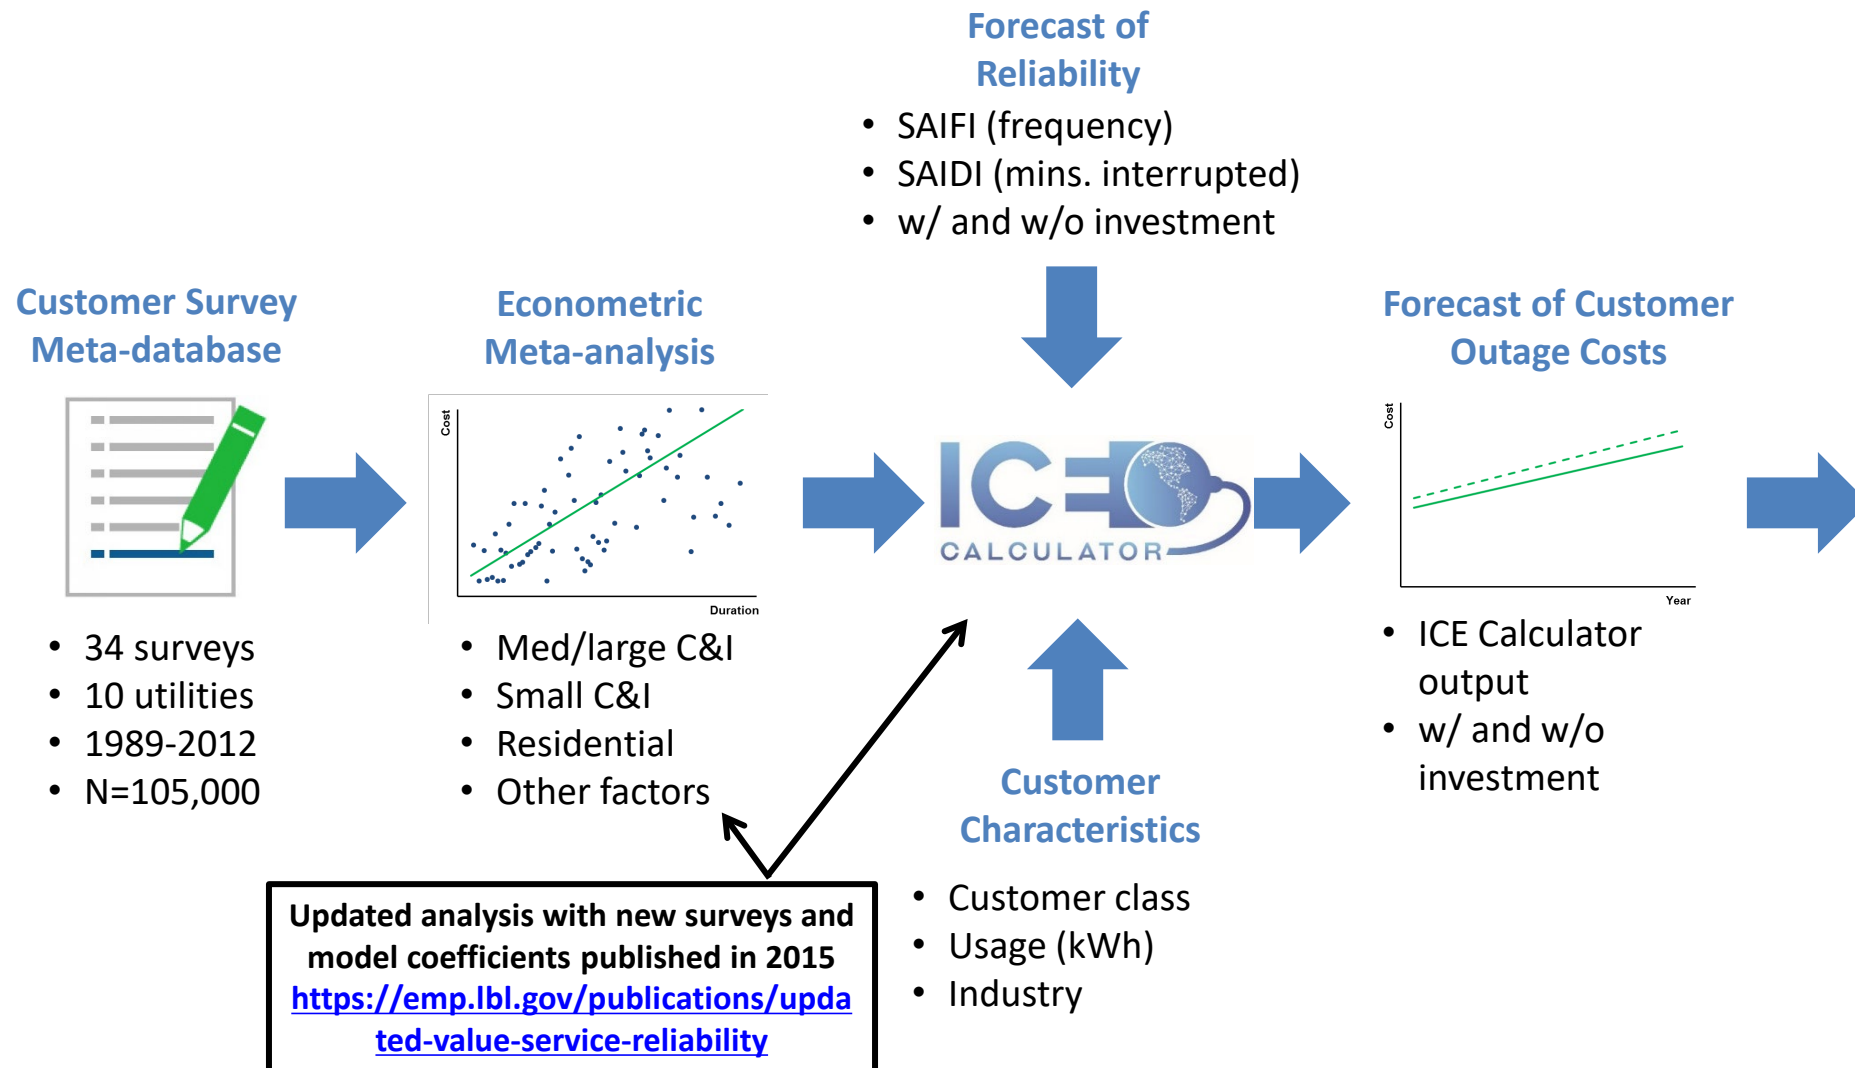 Forecast of
Reliability
• SAIFI (frequency)
• SAIDI (mins. interrupted)
• w/ and w/o investment
Customer Survey
Meta-database
• 34 surveys
• 10 utilities
• 1989-2012
• N=105,000
Econometric
Meta-analysis
Cost
Duration
• Med/large C&I
• Small C&I
• Residential
• Other factors
ICE
CALCULATOR
Customer
Characteristics
• Customer class
• Usage (kWh)
• Industry
Forecast of Customer
Outage Costs
Cost
Year
• ICE Calculator
output
• w/ and w/o
investment
Updated analysis with new surveys and
model coefficients published in 2015
https://emp.lbl.gov/publications/upda
ted-value-service-reliability